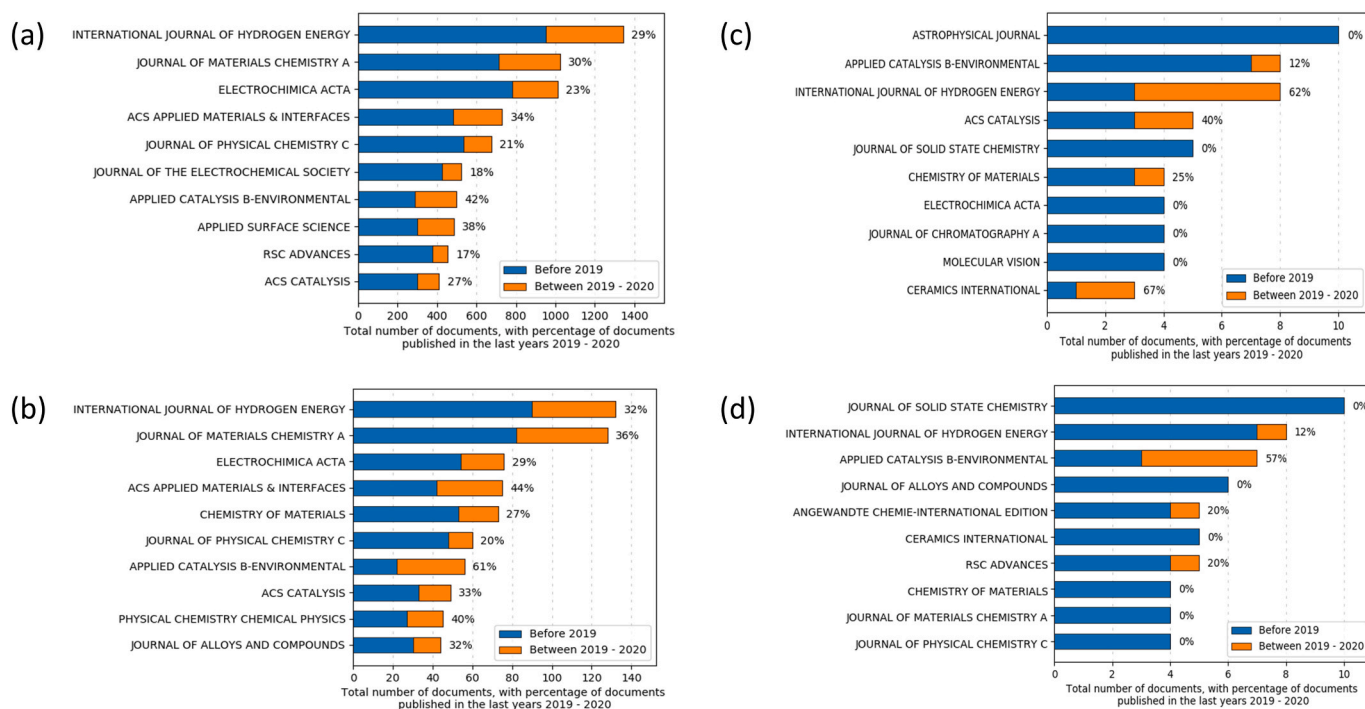 (a)
INTERNATIONAL JOURNAL OF HYDROGEN ENERGY 29%
JOURNAL OF MATERIALS CHEMISTRY A 30%
ELECTROCHIMICA ACTA 23%
ACS APPLIED MATERIALS & INTERFACES 34%
JOURNAL OF PHYSICAL CHEMISTRY C 21%
JOURNAL OF THE ELECTROCHEMICAL SOCIETY 18%
APPLIED CATALYSIS B-ENVIRONMENTAL 42%
APPLIED SURFACE SCIENCE 38%
RSC ADVANCES 17%
ACS CATALYSIS 27%
Before 2019
Between 2019 - 2020
0 200 400 600 800 1000 1200 1400
Total number of documents, with percentage of documents
published in the last years 2019 - 2020
(b)
INTERNATIONAL JOURNAL OF HYDROGEN ENERGY 32%
JOURNAL OF MATERIALS CHEMISTRY A 36%
ELECTROCHIMICA ACTA 29%
ACS APPLIED MATERIALS & INTERFACES 44%
CHEMISTRY OF MATERIALS 27%
JOURNAL OF PHYSICAL CHEMISTRY C 20%
APPLIED CATALYSIS B-ENVIRONMENTAL 61%
ACS CATALYSIS 33%
PHYSICAL CHEMISTRY CHEMICAL PHYSICS 40%
JOURNAL OF ALLOYS AND COMPOUNDS 32%
Before 2019
Between 2019 - 2020
0 20 40 60 80 100 120 140
Total number of documents, with percentage of documents
published in the last years 2019 - 2020
(c)
ASTROPHYSICAL JOURNAL 0%
APPLIED CATALYSIS B-ENVIRONMENTAL 12%
INTERNATIONAL JOURNAL OF HYDROGEN ENERGY 62%
ACS CATALYSIS 40%
JOURNAL OF SOLID STATE CHEMISTRY 0%
CHEMISTRY OF MATERIALS 25%
ELECTROCHIMICA ACTA 0%
JOURNAL OF CHROMATOGRAPHY A 0%
MOLECULAR VISION 0%
CERAMICS INTERNATIONAL 67%
Before 2019
Between 2019 - 2020
0 2 4 6 8 10
Total number of documents, with percentage of documents
published in the last years 2019 - 2020
(d)
JOURNAL OF SOLID STATE CHEMISTRY 0%
INTERNATIONAL JOURNAL OF HYDROGEN ENERGY 12%
APPLIED CATALYSIS B-ENVIRONMENTAL 57%
JOURNAL OF ALLOYS AND COMPOUNDS 0%
ANGEWANDTE CHEMIE-INTERNATIONAL EDITION 20%
CERAMICS INTERNATIONAL 0%
RSC ADVANCES 20%
CHEMISTRY OF MATERIALS 0%
JOURNAL OF MATERIALS CHEMISTRY A 0%
JOURNAL OF PHYSICAL CHEMISTRY C 0%
Before 2019
Between 2019 - 2020
0 2 4 6 8 10
Total number of documents, with percentage of documents
published in the last years 2019 - 2020